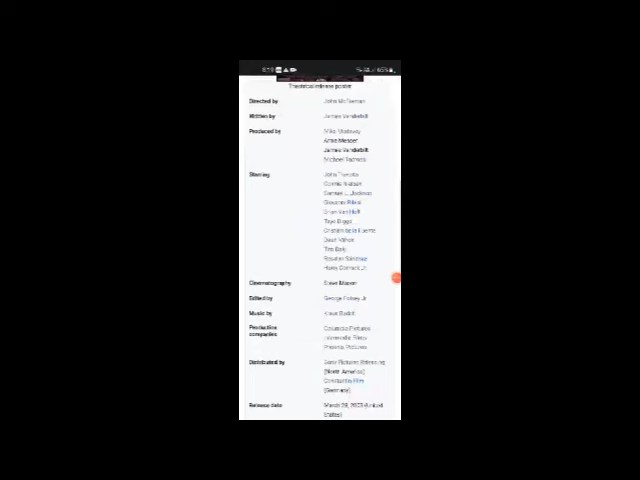 Theatrical release poster
Directed by John McTiernan
Written by James Vanderbilt
Produced by Mike Medavoy
Arnie Messer
James Vanderbilt
Michael Tadross
Starring John Travolta
Connie Nielsen
Samuel L. Jackson
Giovanni Ribisi
Brian Van Holt
Taye Diggs
Cristián de la Fuente
Dash Mihok
Tim Daly
Roselyn Sánchez
Harry Connick Jr.
Cinematography Steve Mason
Edited by George Folsey Jr.
Music by Klaus Badelt
Production companies Columbia Pictures
Intermedia Films
Phoenix Pictures
Distributed by Sony Pictures Releasing
(North America)
Constantin Film
(Germany)
Release date March 28, 2003 (United
States)